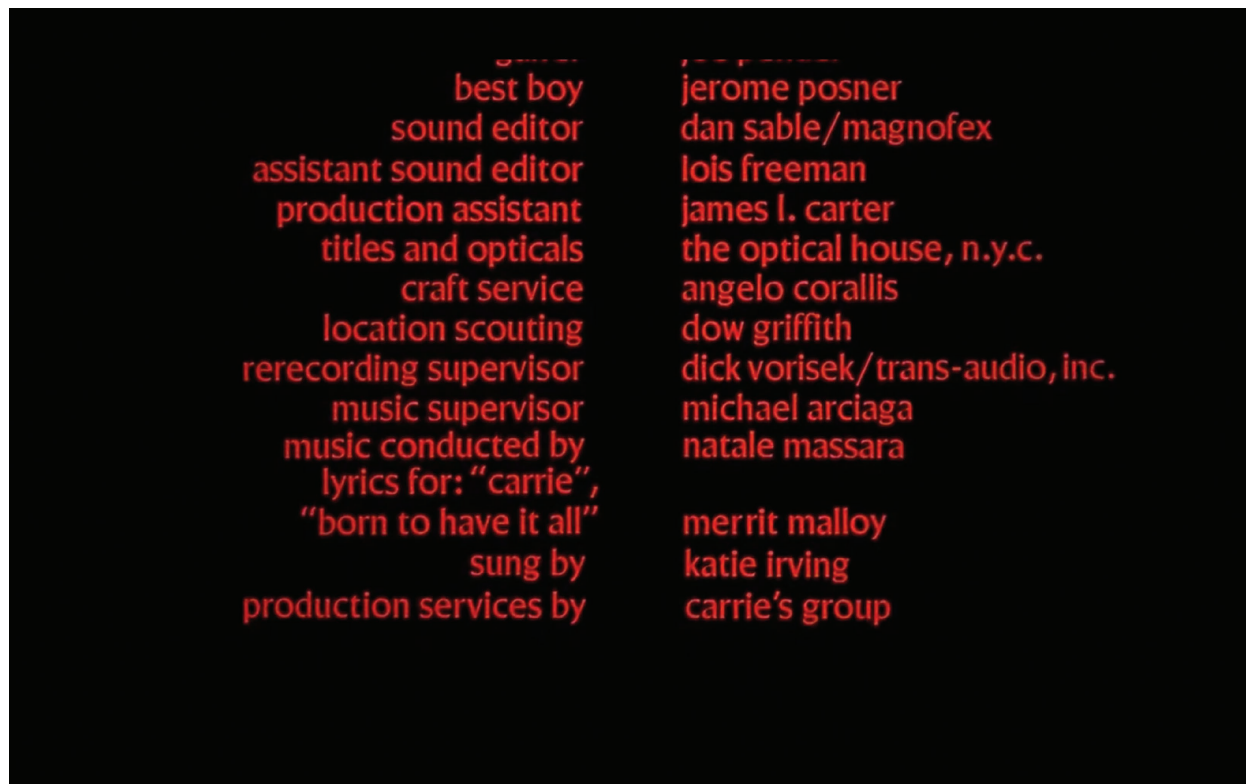 best boy jerome posner
sound editor dan sable/magnofex
assistant sound editor lois freeman
production assistant james l. carter
titles and opticals the optical house, n.y.c.
craft service angelo corallis
location scouting dow griffith
rerecording supervisor dick vorisek/trans-audio, inc.
music supervisor michael arciaga
music conducted by natale massara
lyrics for: “carrie”,
“born to have it all” merrit malloy
sung by katie irving
production services by carrie’s group